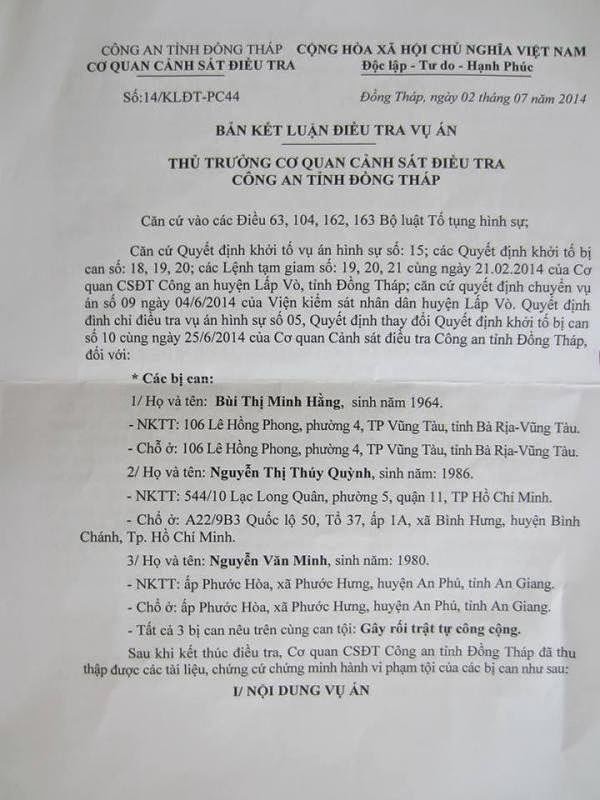 CÔNG AN TỈNH ĐỒNG THÁP CỘNG HÒA XÃ HỘI CHỦ NGHĨA VIỆT NAM
CƠ QUAN CẢNH SÁT ĐIỀU TRA Độc lập - Tư do - Hạnh Phúc
Số:14/KLĐT-PC44 Đồng Tháp, ngày 02 tháng 07 năm 2014
BẢN KẾT LUẬN ĐIỀU TRA VỤ ÁN
THỦ TRƯỞNG CƠ QUAN CẢNH SÁT ĐIỀU TRA
CÔNG AN TỈNH ĐỒNG THÁP
Căn cứ vào các Điều 63, 104, 162, 163 Bộ luật Tố tụng hình sự;
Căn cứ Quyết định khởi tố vụ án hình sự số: 15; các Quyết định khởi tố bị
can số: 18, 19, 20; các Lệnh tạm giam số: 19, 20, 21 cùng ngày 21.02.2014 của Cơ
quan CSĐT Công an huyện Lấp Vò, tỉnh Đồng Tháp; căn cứ quyết định chuyển vụ
án số 09 ngày 04/6/2014 của Viện kiểm sát nhân dân huyện Lấp Vò. Quyết định
đình chỉ điều tra vụ án hình sự số 05, Quyết định thay đổi Quyết định khởi tố bị can
số 10 cùng ngày 25/6/2014 của Cơ quan Cảnh sát điều tra Công an tỉnh Đồng Tháp,
đối với:
* Các bị can:
1/ Họ và tên: Bùi Thị Minh Hằng, sinh năm 1964.
- NKTT: 106 Lê Hồng Phong, phường 4, TP Vũng Tàu, tỉnh Bà Rịa-Vũng Tàu.
- Chỗ ở: 106 Lê Hồng Phong, phường 4, TP Vũng Tàu, tỉnh Bà Rịa-Vũng Tàu.
2/ Họ và tên: Nguyễn Thị Thúy Quỳnh, sinh năm: 1986.
- NKTT: 544/10 Lạc Long Quân, phường 5, quận 11, TP Hồ Chí Minh.
- Chổ ở: A22/9B3 Quốc lộ 50, Tổ 37, ấp 1A, xã Bình Hưng, huyện Bình
Chánh, Tp. Hồ Chí Minh.
3/ Họ và tên: Nguyễn Văn Minh, sinh năm: 1980.
- NKTT: ấp Phước Hòa, xã Phước Hưng, huyện An Phú, tỉnh An Giang.
- Chổ ở: ấp Phước Hòa, xã Phước Hưng, huyện An Phú, tỉnh An Giang.
- Tất cả 3 bị can nêu trên cùng can tội: Gây rối trật tự công cộng.
Sau khi kết thúc điều tra, Cơ quan CSĐT Công an tỉnh Đồng Tháp đã thu
thập được các tài liệu, chứng cứ chứng minh hành vi phạm tội của các bị can như sau:
I/ NỘI DUNG VỤ ÁN